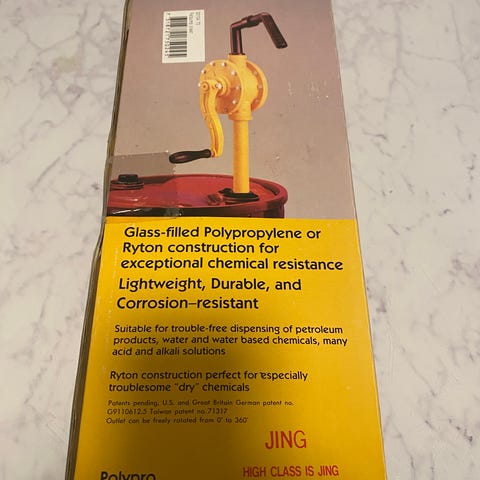 Glass-filled Polypropylene or
Ryton construction for
exceptional chemical resistance
Lightweight, Durable, and
Corrosion-resistant
Suitable for trouble-free dispensing of petroleum
products, water and water based chemicals, many
acid and alkali solutions
Ryton construction perfect for especially
troublesome "dry" chemicals
Patents pending, U.S. and Great Britain German patent no.
G9110612.5 Taiwan patent no. 71317
Outlet can be freely rotated from 0° to 360°
JING
HIGH CLASS IS JING
Polypro